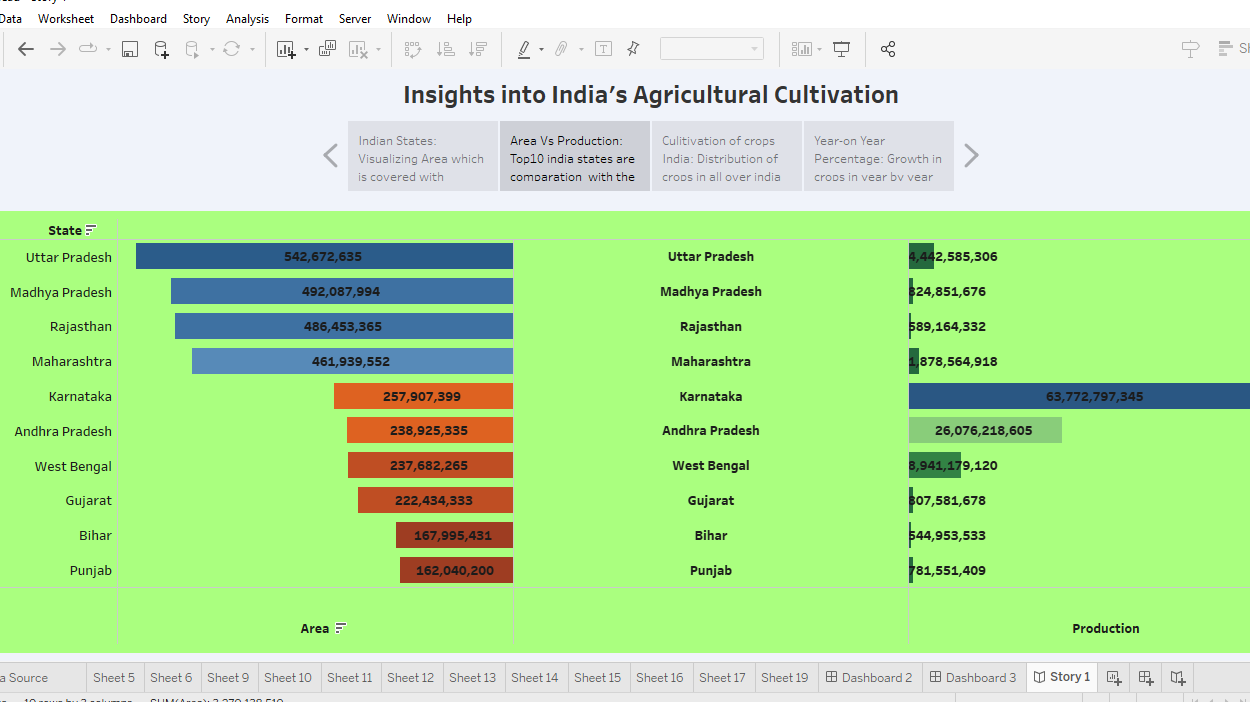 Data Worksheet Dashboard Story Analysis Format Server Window Help
Insights into India's Agricultural Cultivation
Indian States:
Visualizing Area which
is covered with
Area Vs Production:
Top10 india states are
comparation with the
Cultivation of crops
India: Distribution of
crops in all over india
Year-on Year
Percentage: Growth in
crops in year by year
State
Uttar Pradesh 542,672,635 Uttar Pradesh 4,442,585,306
Madhya Pradesh 492,087,994 Madhya Pradesh 824,851,676
Rajasthan 486,453,365 Rajasthan 589,164,332
Maharashtra 461,939,552 Maharashtra 1,878,564,918
Karnataka 257,907,399 Karnataka 63,772,797,345
Andhra Pradesh 238,925,335 Andhra Pradesh 26,076,218,605
West Bengal 237,682,265 West Bengal 8,941,179,120
Gujarat 222,434,333 Gujarat 807,581,678
Bihar 167,995,431 Bihar 544,953,533
Punjab 162,040,200 Punjab 781,551,409
Area Production
a Source Sheet 5 Sheet 6 Sheet 9 Sheet 10 Sheet 11 Sheet 12 Sheet 13 Sheet 14 Sheet 15 Sheet 16 Sheet 17 Sheet 19 Dashboard 2 Dashboard 3 Story 1